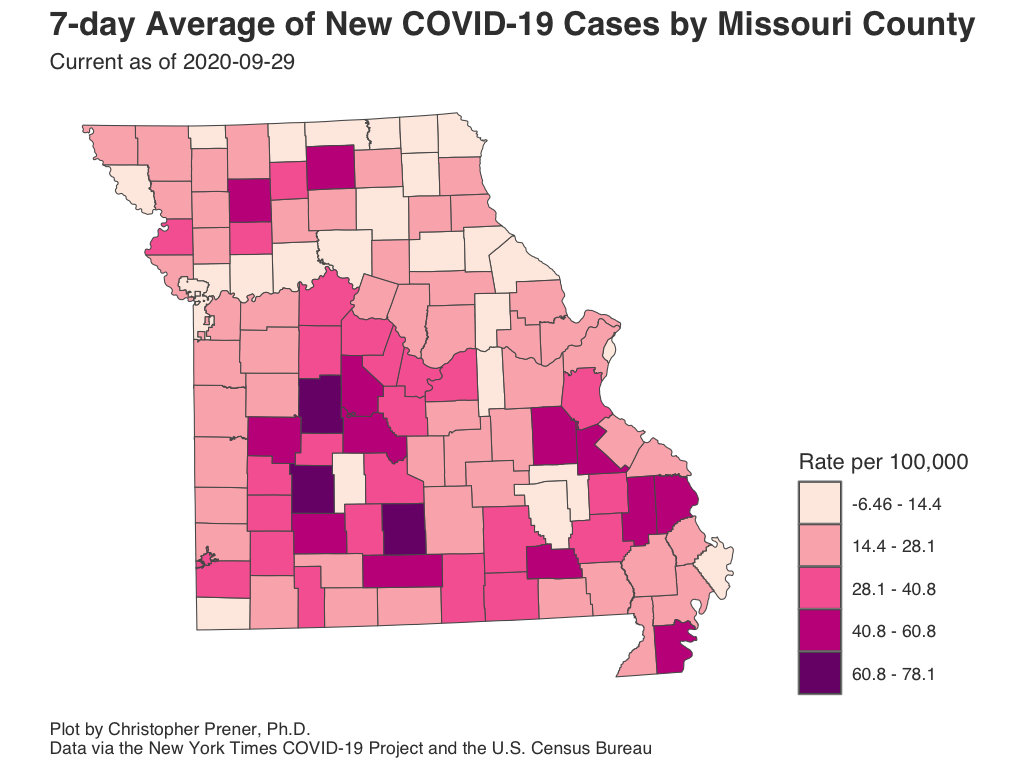 7-day Average of New COVID-19 Cases by Missouri County
Current as of 2020-09-29
Rate per 100,000
-6.46 - 14.4
14.4 - 28.1
28.1 - 40.8
40.8 - 60.8
60.8 - 78.1
Plot by Christopher Prener, Ph.D.
Data via the New York Times COVID-19 Project and the U.S. Census Bureau